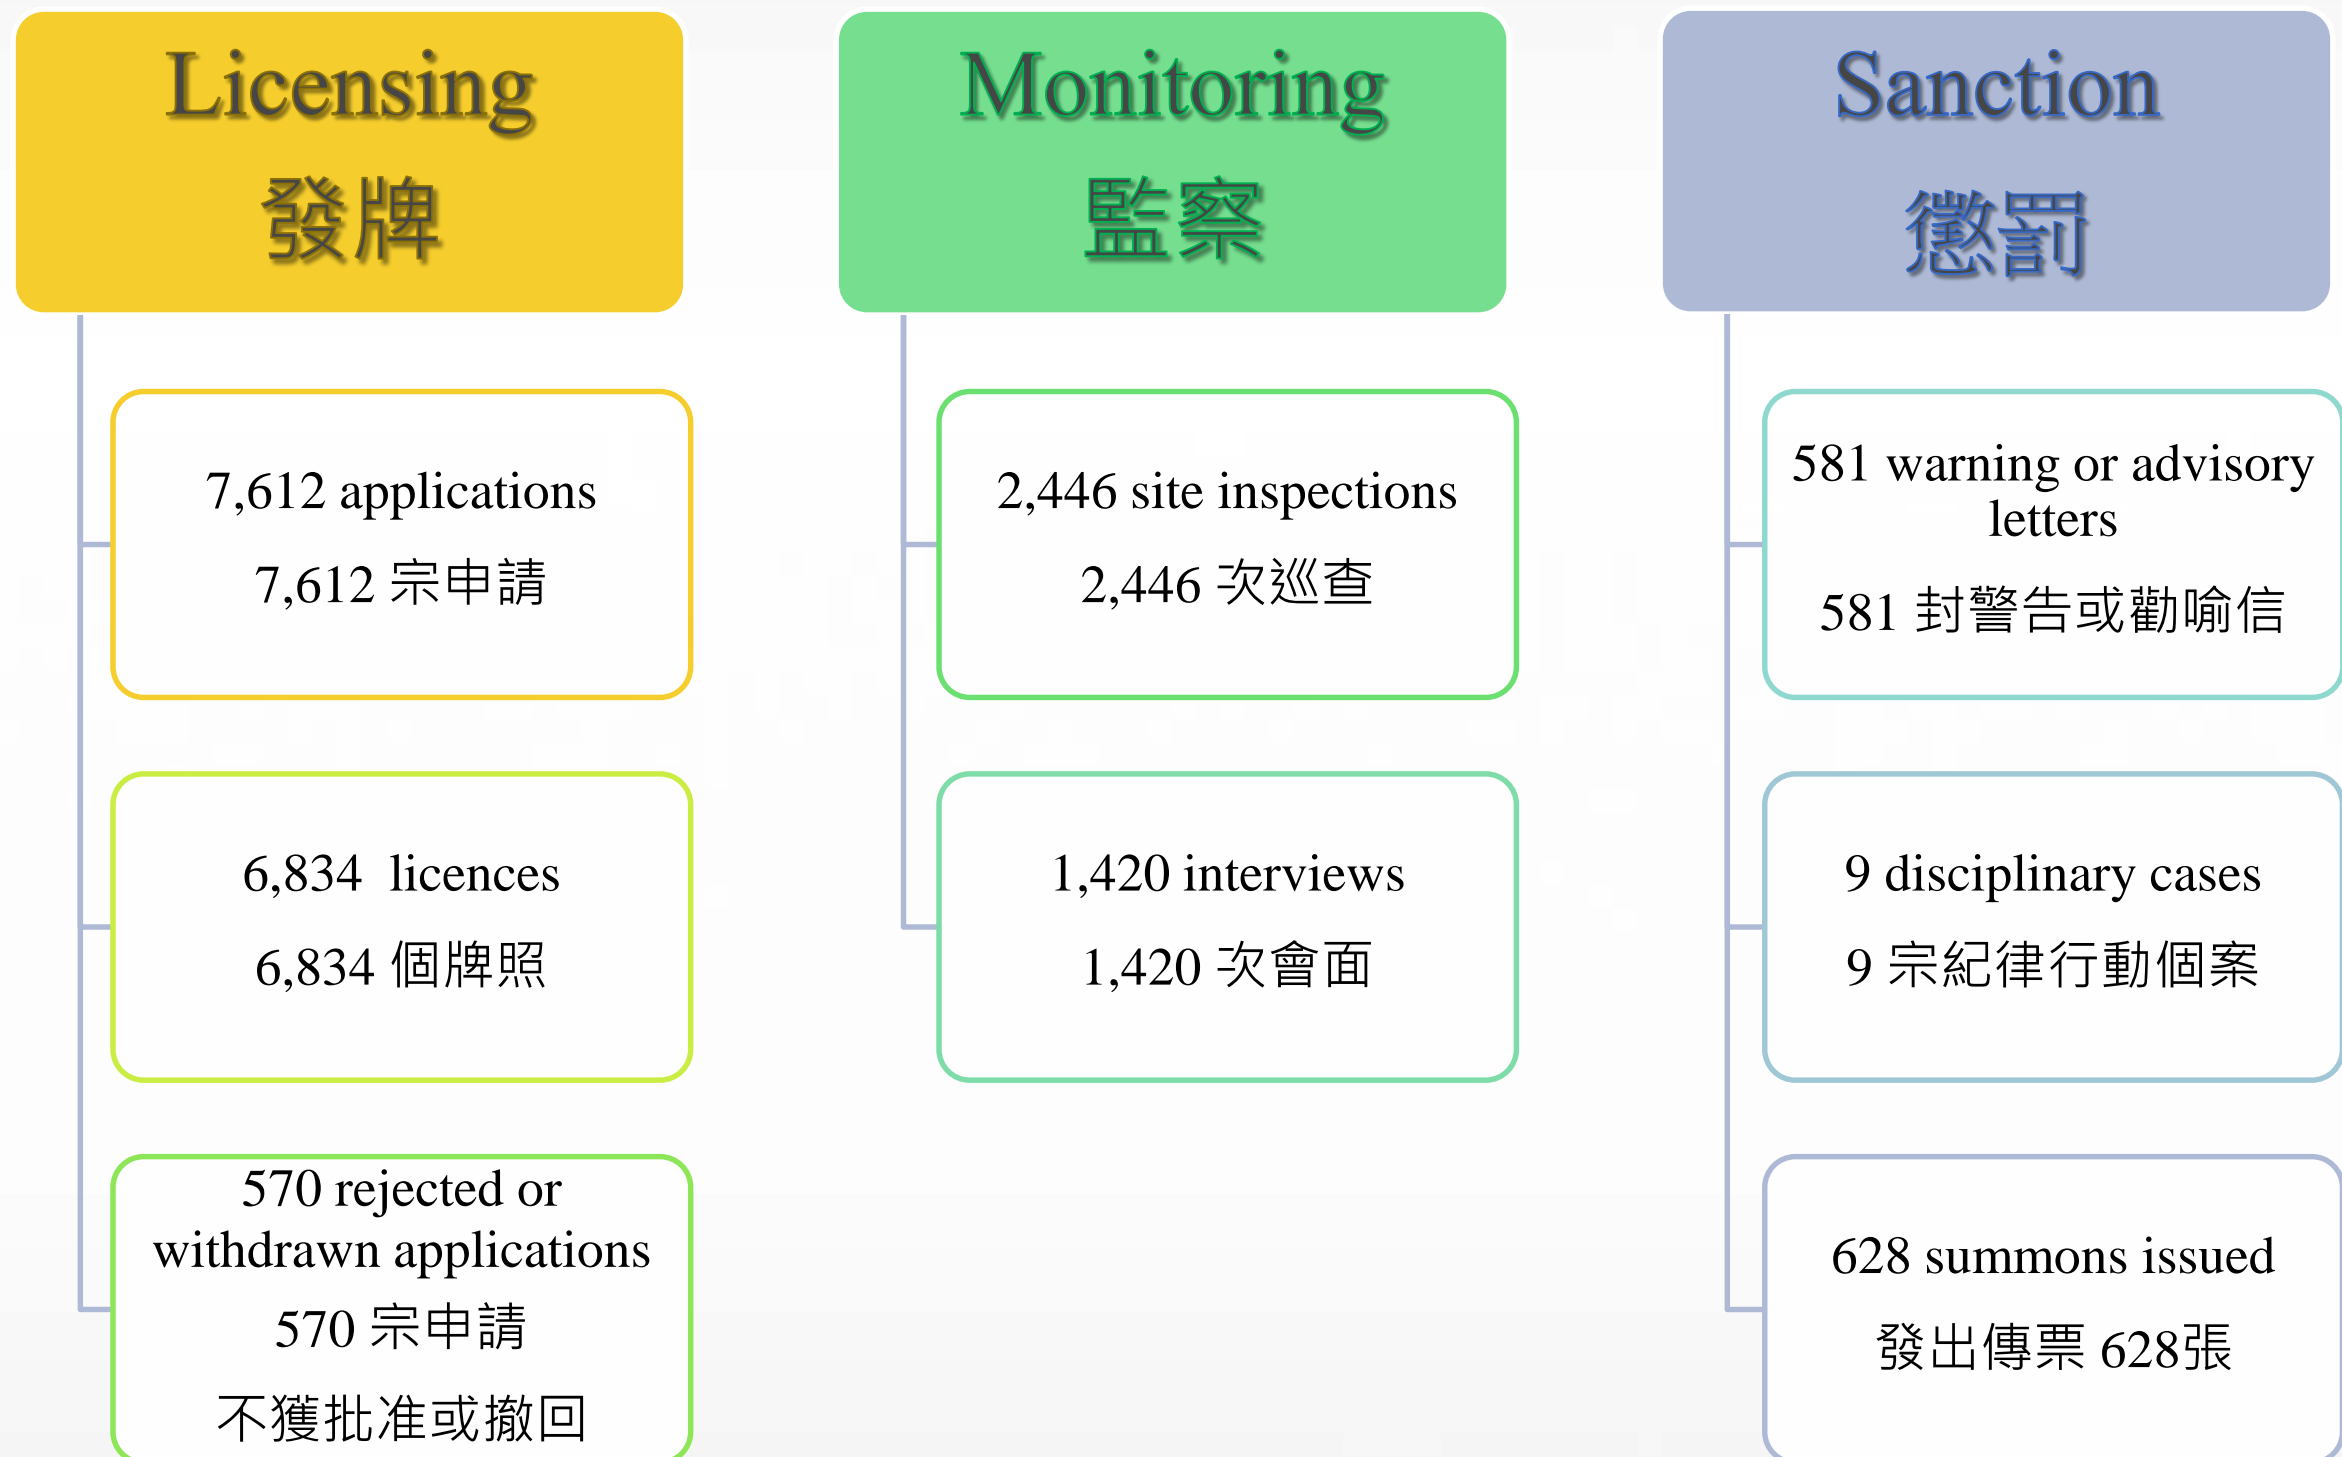 Licensing
發牌
7,612 applications
7,612 宗申請
6,834 licences
6,834 個牌照
570 rejected or
withdrawn applications
570 宗申請
不獲批准或撤回
Monitoring
監察
2,446 site inspections
2,446 次巡查
1,420 interviews
1,420 次會面
Sanction
懲罰
581 warning or advisory
letters
581 封警告或勸喻信
9 disciplinary cases
9 宗紀律行動個案
628 summons issued
發出傳票 628張